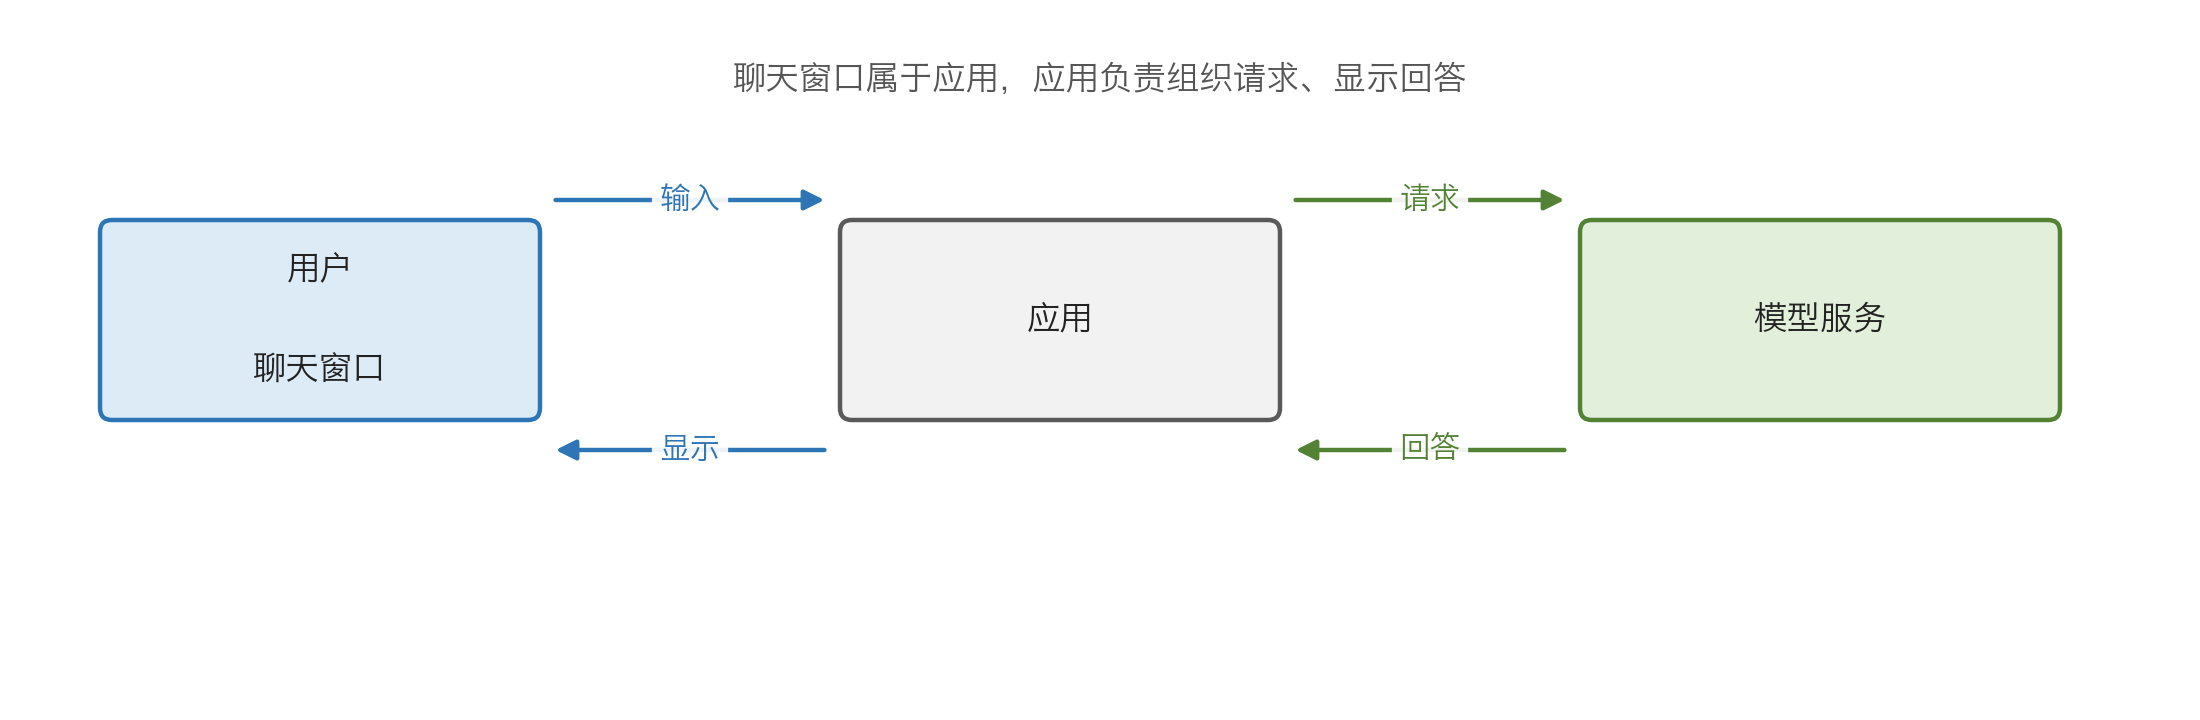 聊天窗口属于应用，应用负责组织请求、显示回答
输入
请求
用户
聊天窗口
应用
模型服务
显示
回答